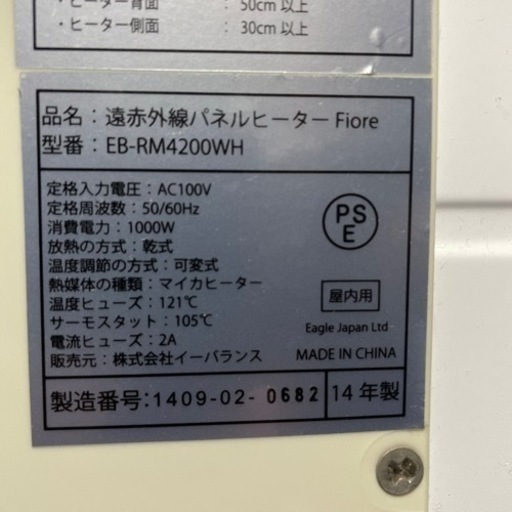 ・ヒーター背面 50cm 以上
・ヒーター側面 30cm 以上
品名：遠赤外線パネルヒーター Fiore
型番：EB-RM4200WH
定格入力電圧：AC100V
定格周波数：50/60Hz
消費電力：1000W
放熱の方式：乾式
温度調節の方式：可変式
熱媒体の種類：マイカヒーター
温度ヒューズ：121℃
サーモスタット：105℃
電流ヒューズ：2A
販売元：株式会社イーバランス
PS
E
屋内用
Eagle Japan Ltd
MADE IN CHINA
製造番号：1409-02-0682 14年製